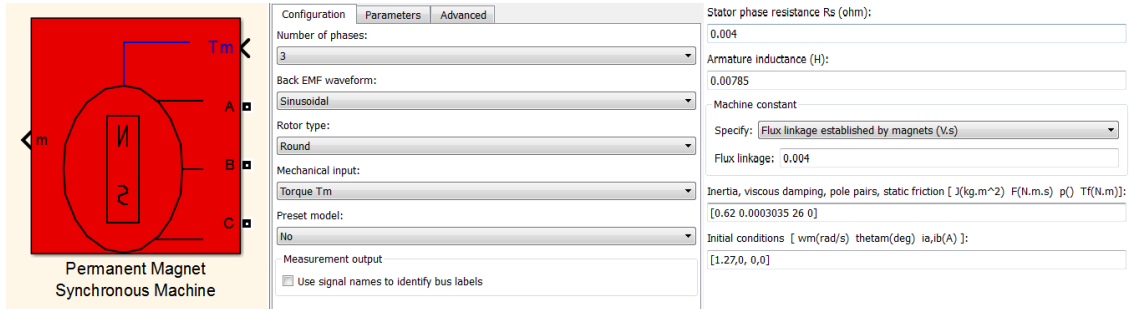 Tm
A
m
N
B
S
C
Permanent Magnet
Synchronous Machine
Configuration Parameters Advanced
Number of phases:
3
Back EMF waveform:
Sinusoidal
Rotor type:
Round
Mechanical input:
Torque Tm
Preset model:
No
Measurement output
Use signal names to identify bus labels
Stator phase resistance Rs (ohm):
0.004
Armature inductance (H):
0.00785
Machine constant
Specify: Flux linkage established by magnets (V.s)
Flux linkage: 0.004
Inertia, viscous damping, pole pairs, static friction [ J(kg.m^2) F(N.m.s) p() Tf(N.m)]:
[0.62 0.0003035 26 0]
Initial conditions [ wm(rad/s) thetam(deg) ia,ib(A) ]:
[1.27,0, 0,0]